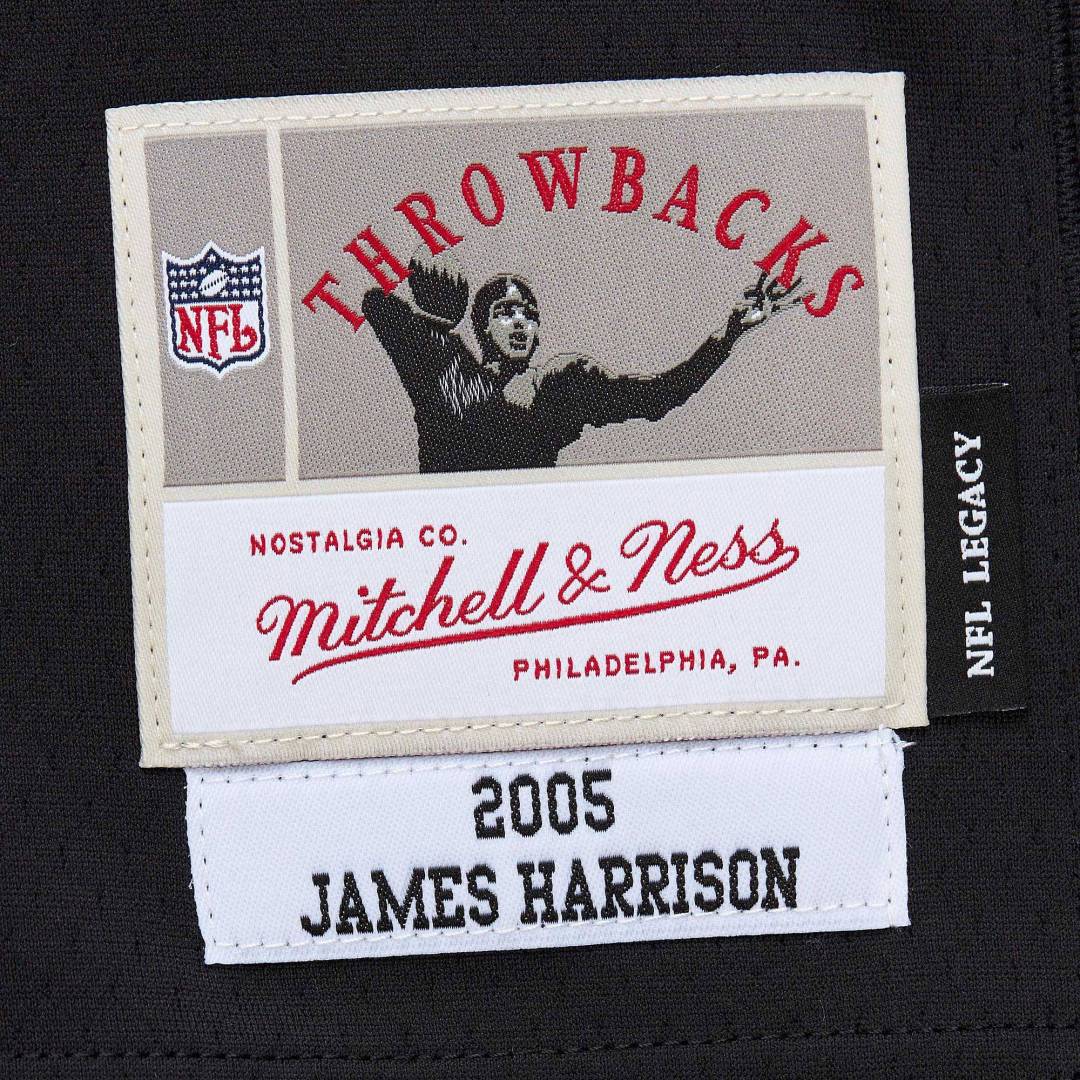 THROWBACKS
NFL
NOSTALGIA CO.
Mitchell & Ness
PHILADELPHIA, PA.
NFL LEGACY
2005
JAMES HARRISON